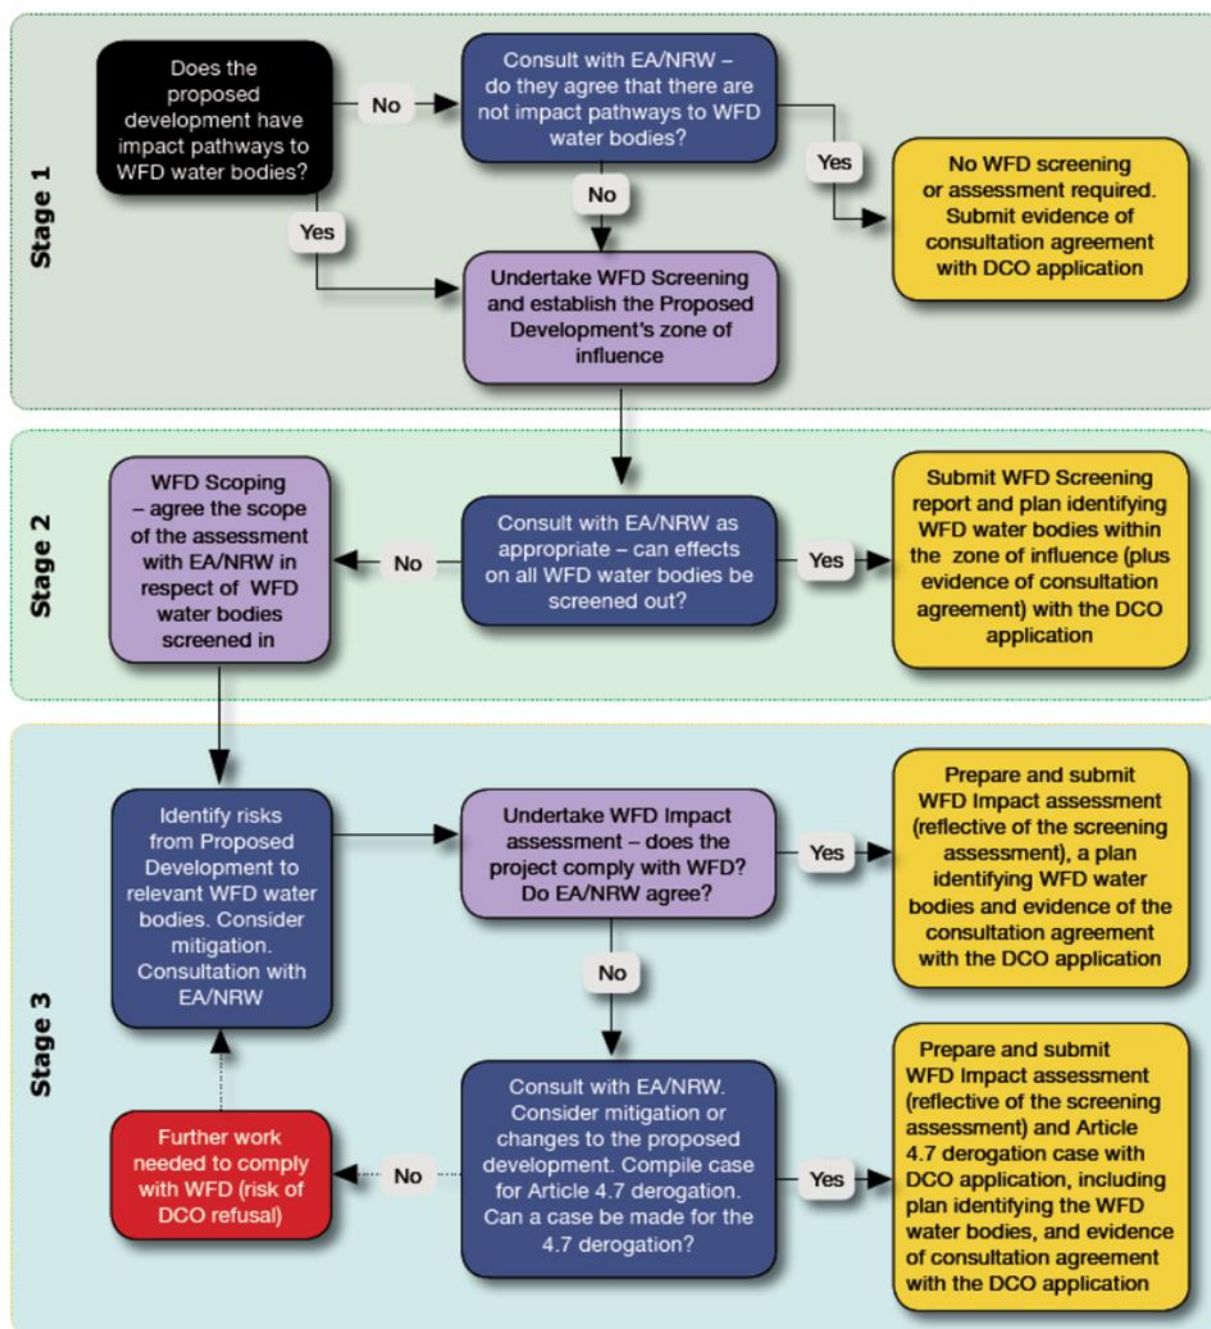 Stage 1
Does the
proposed
development have
impact pathways to
WFD water bodies?
No
Consult with EA/NRW –
do they agree that there are
not impact pathways to WFD
water bodies?
Yes
No WFD screening
or assessment required.
Submit evidence of
consultation agreement
with DCO application
No
Yes
Undertake WFD Screening
and establish the Proposed
Development's zone of
influence
Stage 2
WFD Scoping
– agree the scope
of the assessment
with EA/NRW in
respect of WFD
water bodies
screened in
No
Consult with EA/NRW as
appropriate – can effects
on all WFD water bodies be
screened out?
Yes
Submit WFD Screening
report and plan identifying
WFD water bodies within
the zone of influence (plus
evidence of consultation
agreement) with the DCO
application
Stage 3
Identify risks
from Proposed
Development to
relevant WFD water
bodies. Consider
mitigation.
Consultation with
EA/NRW
Undertake WFD Impact
assessment – does the
project comply with WFD?
Do EA/NRW agree?
Yes
Prepare and submit
WFD Impact assessment
(reflective of the screening
assessment), a plan
identifying WFD water
bodies and evidence of the
consultation agreement
with the DCO application
No
Further work
needed to comply
with WFD (risk of
DCO refusal)
No
Consult with EA/NRW.
Consider mitigation or
changes to the proposed
development. Compile case
for Article 4.7 derogation.
Can a case be made for the
4.7 derogation?
Yes
Prepare and submit
WFD Impact assessment
(reflective of the screening
assessment) and Article
4.7 derogation case with
DCO application, including
plan identifying the WFD
water bodies, and evidence
of consultation agreement
with the DCO application